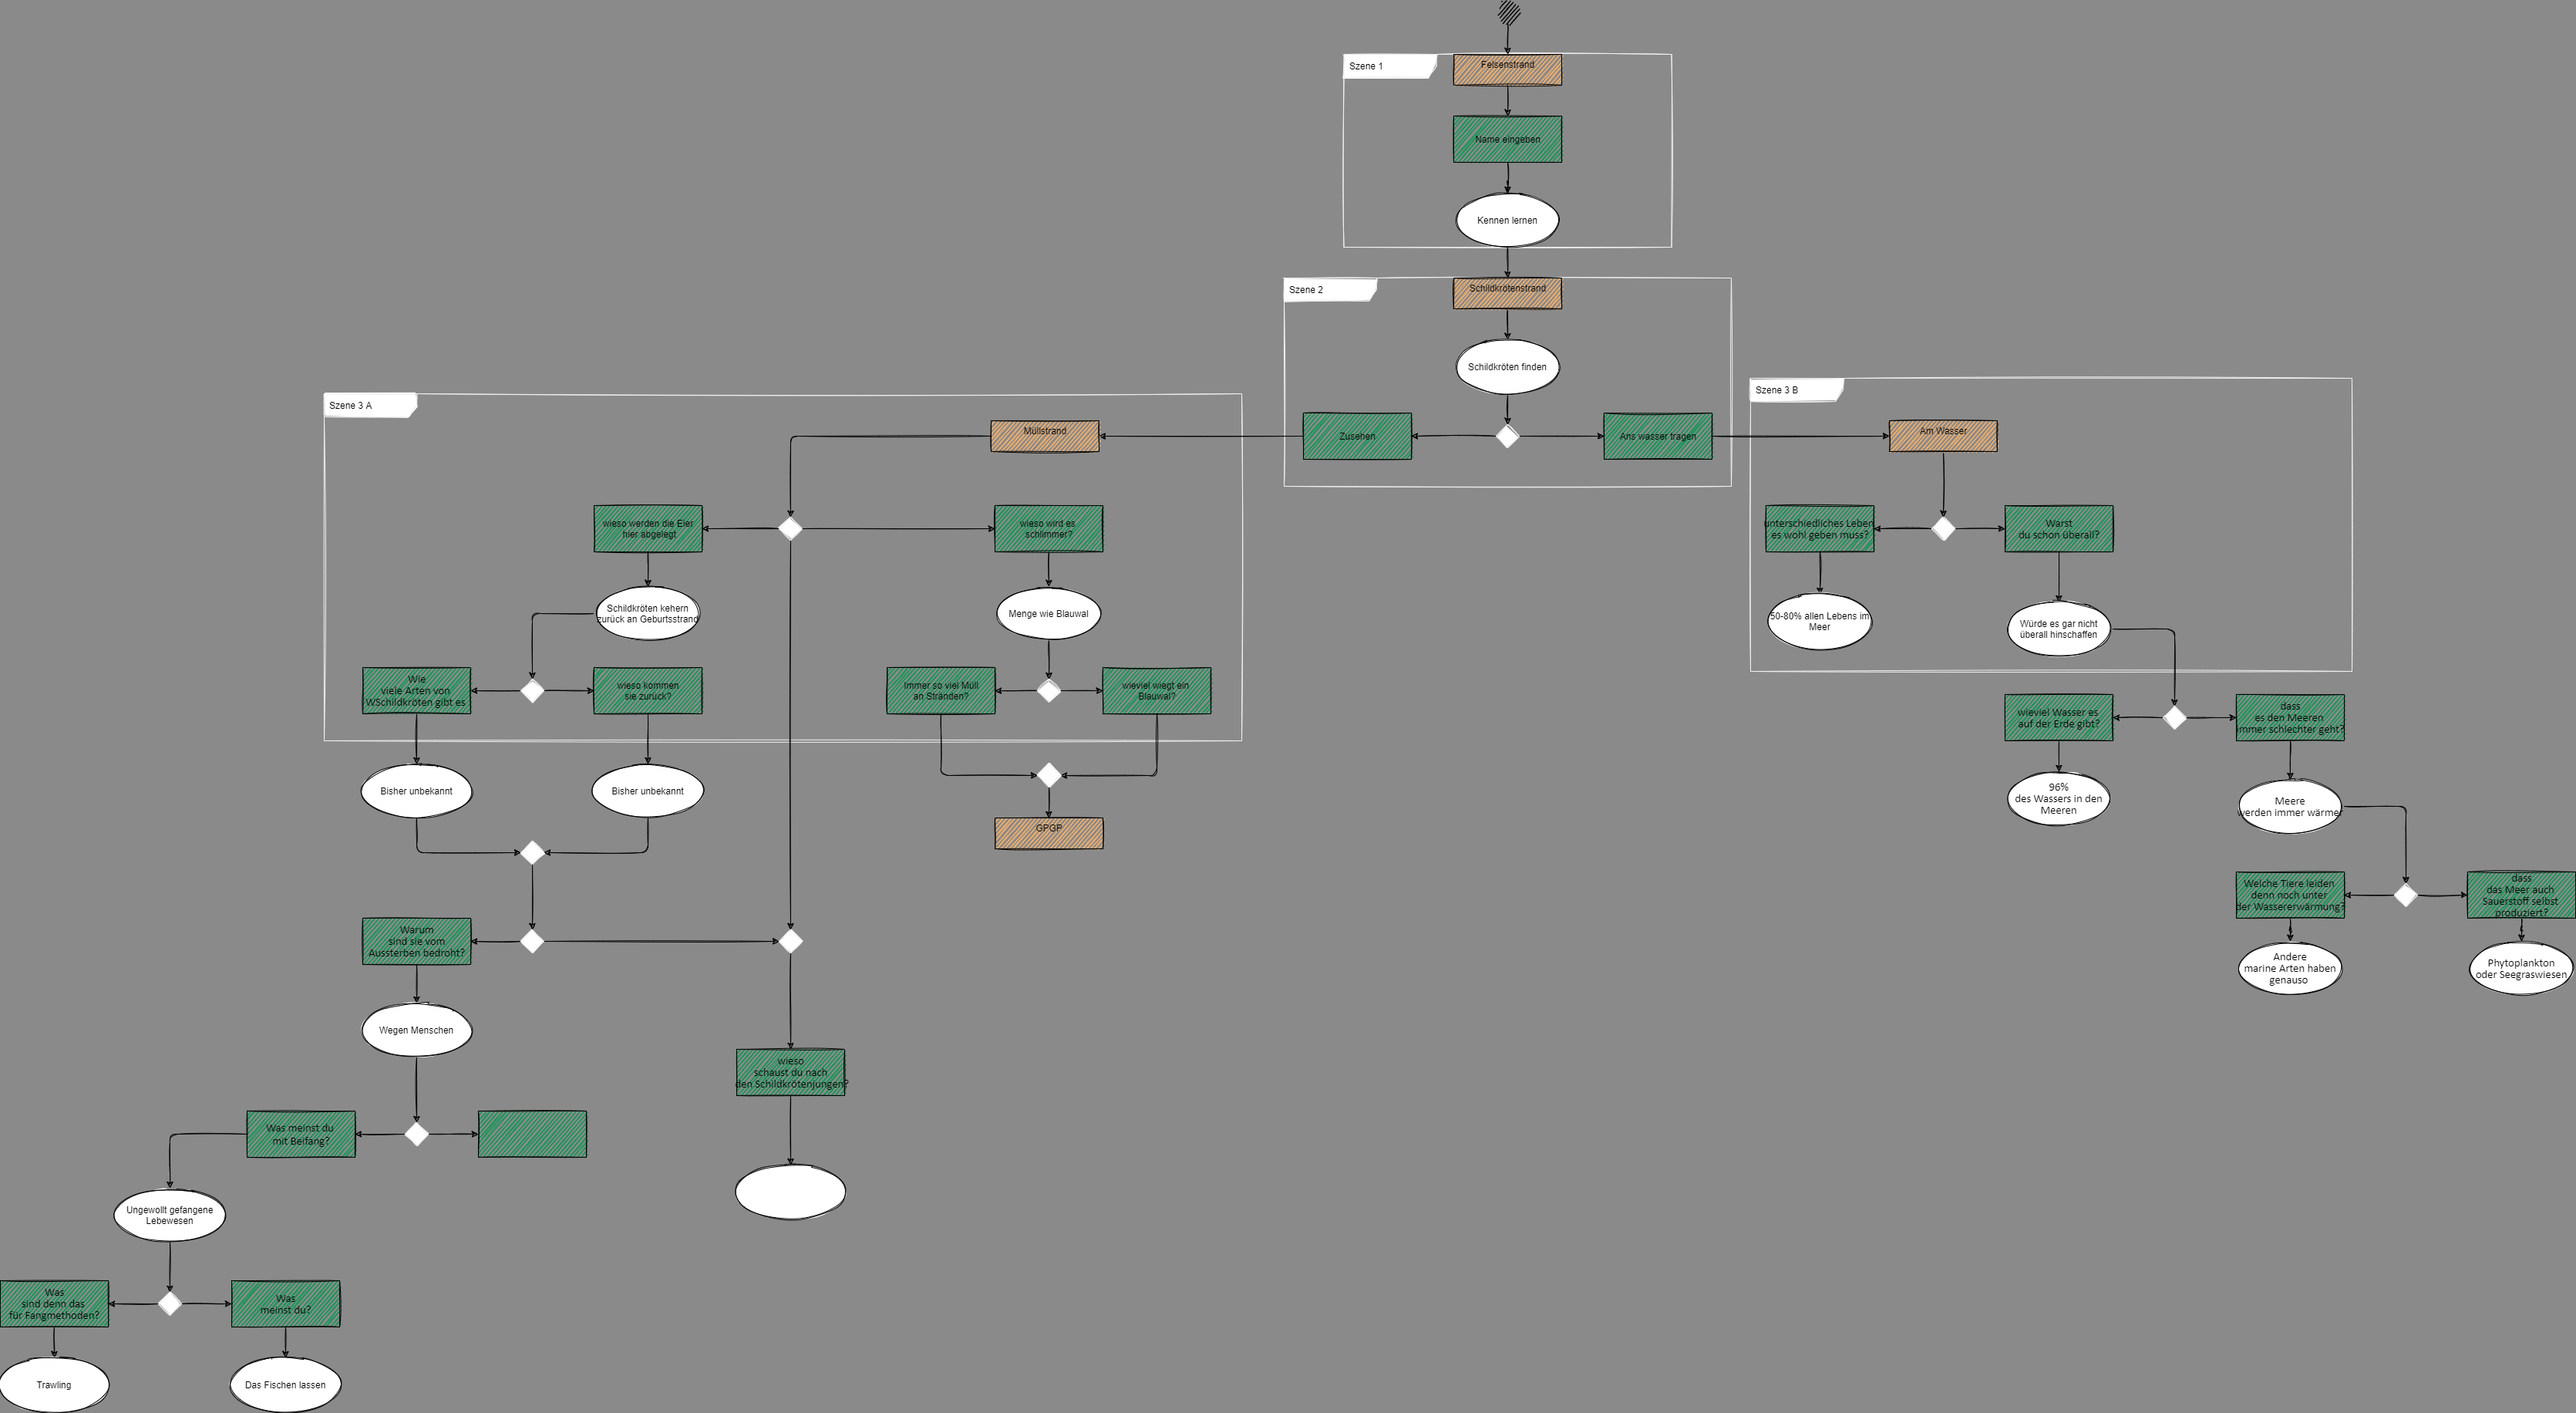 Szene 1
Felsenstrand
Name eingeben
Kennen lernen
Szene 2
Schildkrötenstrand
Schildkröten finden
Zusehen
Ans wasser tragen
Szene 3 A
Müllstrand
wieso werden die Eier
hier abgelegt
wieso wird es
schlimmer?
Schildkröten kehern
zurück an Geburtsstrand
Menge wie Blauwal
Wie
viele Arten von
WSchildkröten gibt es
wieso kommen
sie zurück?
Immer so viel Müll
an Stränden?
wieviel wiegt ein
Blauwal?
Bisher unbekannt
Bisher unbekannt
GPGP
Warum
sind sie vom
Aussterben bedroht?
Wegen Menschen
wieso
schaust du nach
den Schildkrötenjungen?
Was meinst du
mit Beifang?
Ungewollt gefangene
Lebewesen
Was
sind denn das
für Fangmethoden?
Was
meinst du?
Trawling
Das Fischen lassen
Szene 3 B
Am Wasser
unterschiedliches Leben
es wohl geben muss?
Warst
du schon überall?
50-80% allen Lebens im
Meer
Würde es gar nicht
überall hinschaffen
wieviel Wasser es
auf der Erde gibt?
dass
es den Meeren
immer schlechter geht?
96%
des Wassers in den
Meeren
Meere
werden immer wärmer
Welche Tiere leiden
denn noch unter
der Wassererwärmung?
dass
das Meer auch
Sauerstoff selbst
produziert?
Andere
marine Arten haben
genauso
Phytoplankton
oder Seegraswiesen